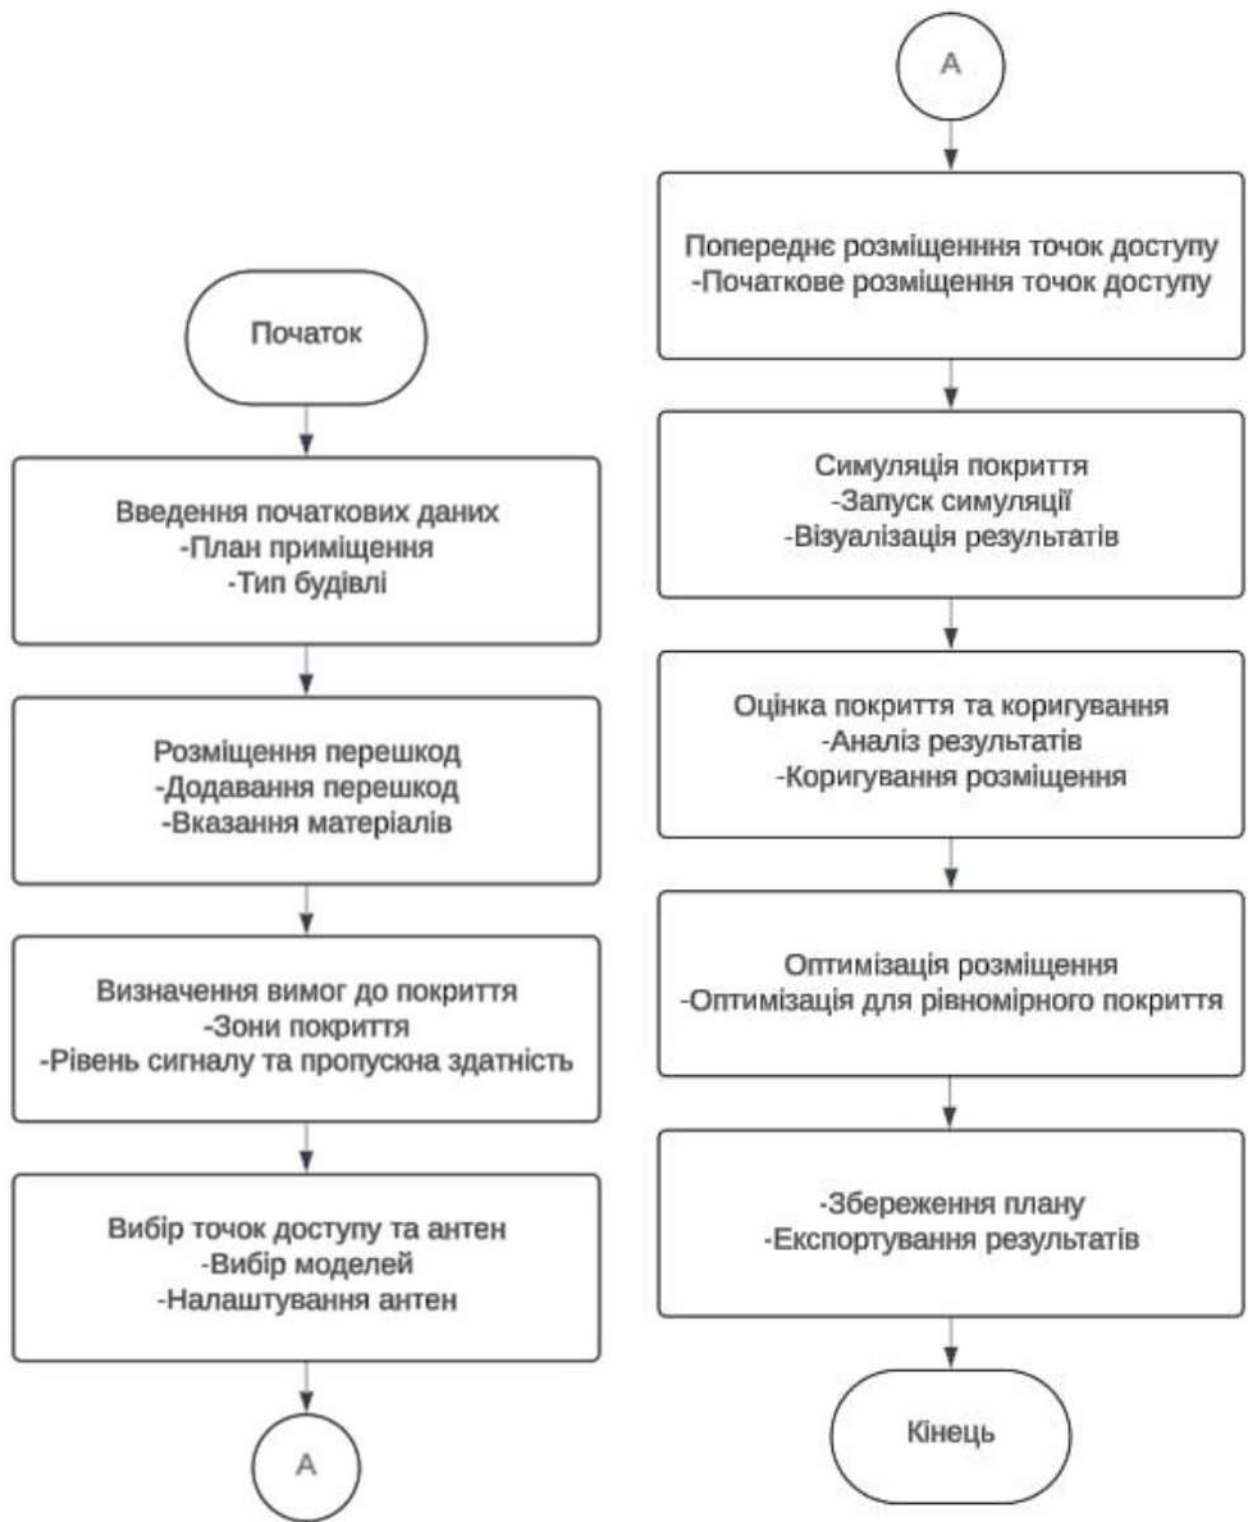 Початок
Введення початкових даних
-План приміщення
-Тип будівлі
Розміщення перешкод
-Додавання перешкод
-Вказання матеріалів
Визначення вимог до покриття
-Зони покриття
-Рівень сигналу та пропускна здатність
Вибір точок доступу та антен
-Вибір моделей
-Налаштування антен
А
А
Попереднє розміщенння точок доступу
-Початкове розміщення точок доступу
Симуляція покриття
-Запуск симуляції
-Візуалізація результатів
Оцінка покриття та коригування
-Аналіз результатів
-Коригування розміщення
Оптимізація розміщення
-Оптимізація для рівномірного покриття
-Збереження плану
-Експортування результатів
Кінець